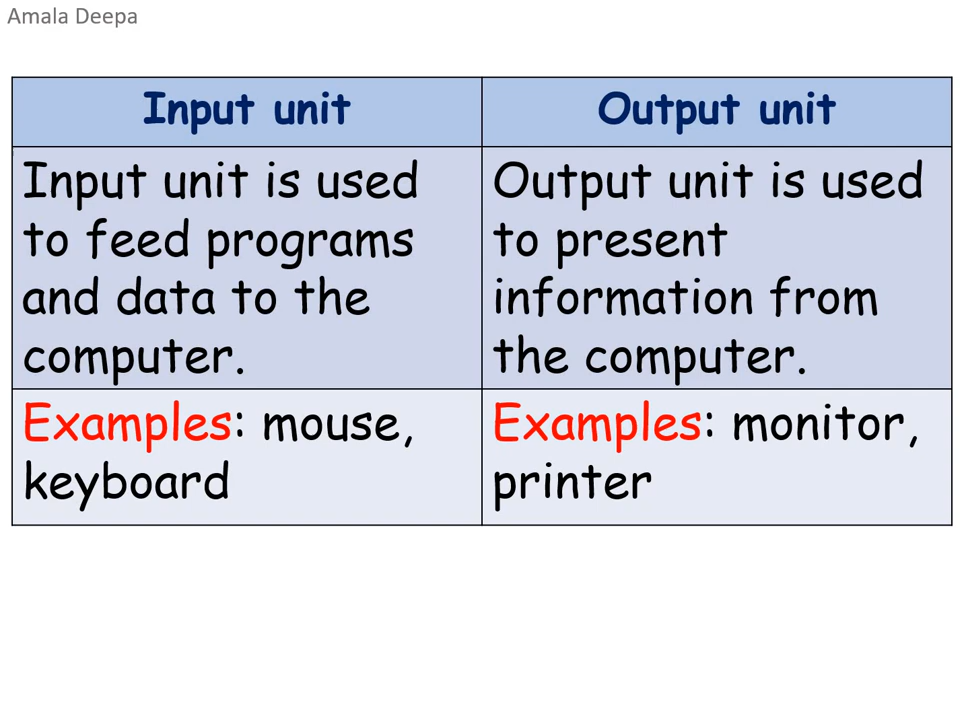 Amala Deepa
Input unit
Output unit
Input unit is used
to feed programs
and data to the
computer.
Output unit is used
to present
information from
the computer.
Examples: mouse,
keyboard
Examples: monitor,
printer